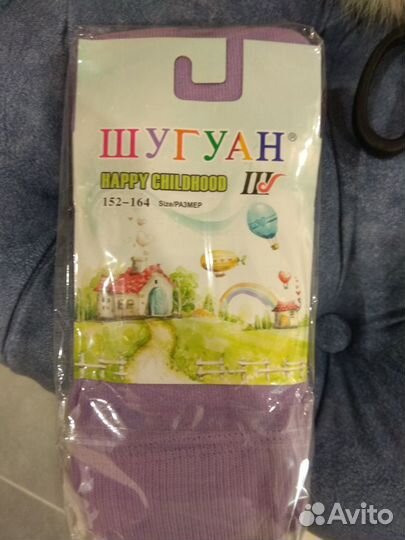 ШУГУАН®
HAPPY CHILDHOOD
152-164 Size/РАЗМЕР
Avito